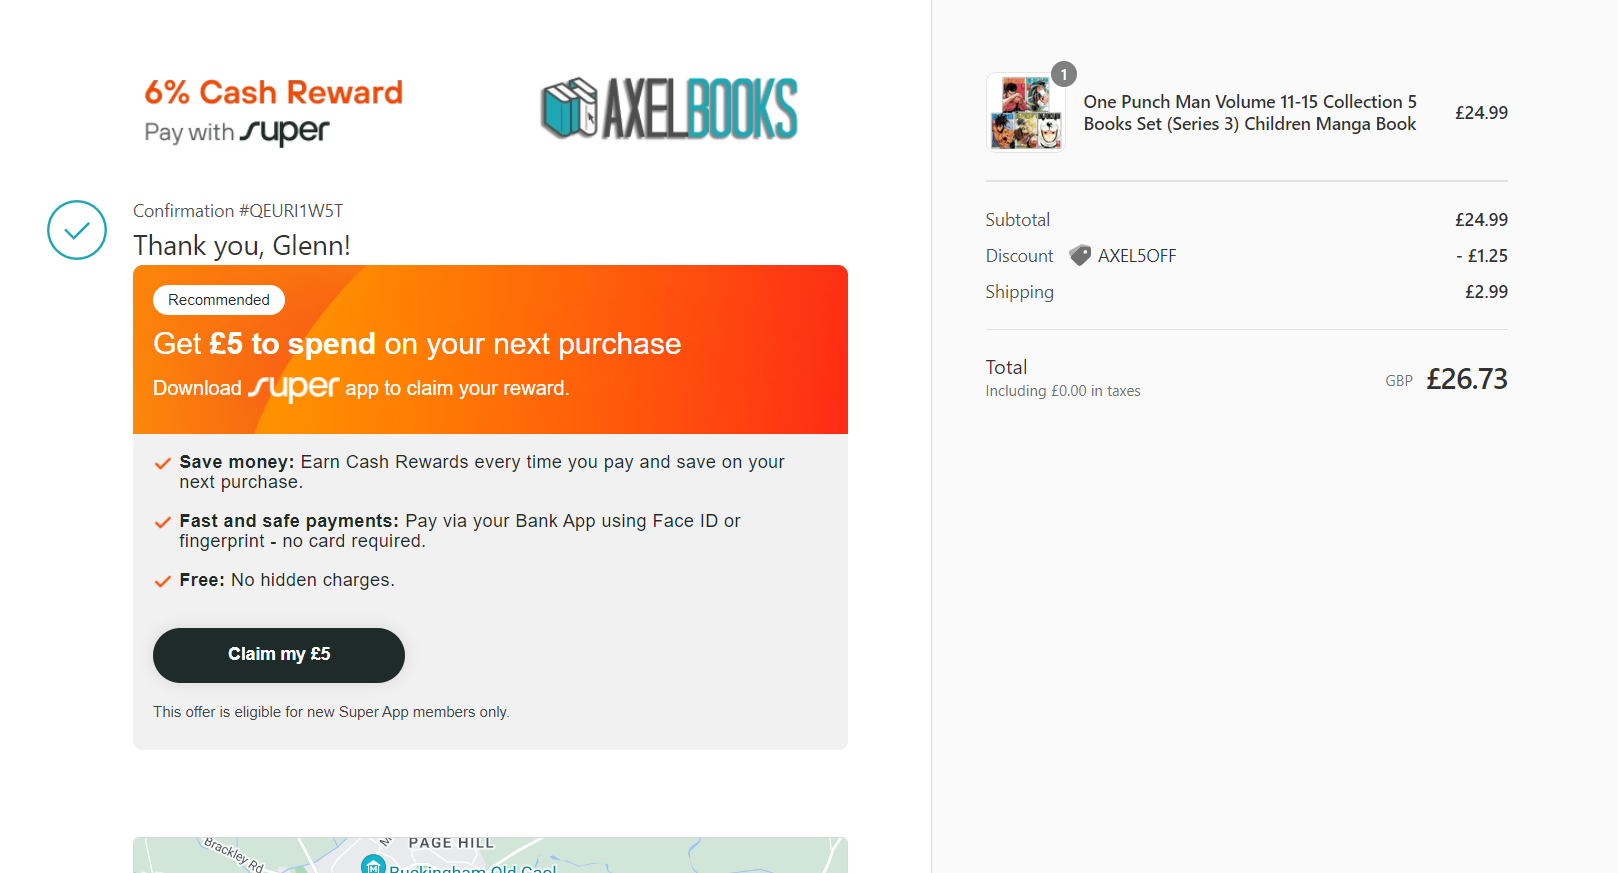 6% Cash Reward
Pay with super
AXELBOOKS
Confirmation #QEURI1W5T
Thank you, Glenn!
Recommended
Get £5 to spend on your next purchase
Download super app to claim your reward.
Save money: Earn Cash Rewards every time you pay and save on your
next purchase.
Fast and safe payments: Pay via your Bank App using Face ID or
fingerprint - no card required.
Free: No hidden charges.
Claim my £5
This offer is eligible for new Super App members only.
Brackley Rd
PAGE HILL
Buckingham Old Gaol
1
One Punch Man Volume 11-15 Collection 5
Books Set (Series 3) Children Manga Book
£24.99
Subtotal
£24.99
Discount AXEL5OFF
- £1.25
Shipping
£2.99
Total
Including £0.00 in taxes
GBP £26.73